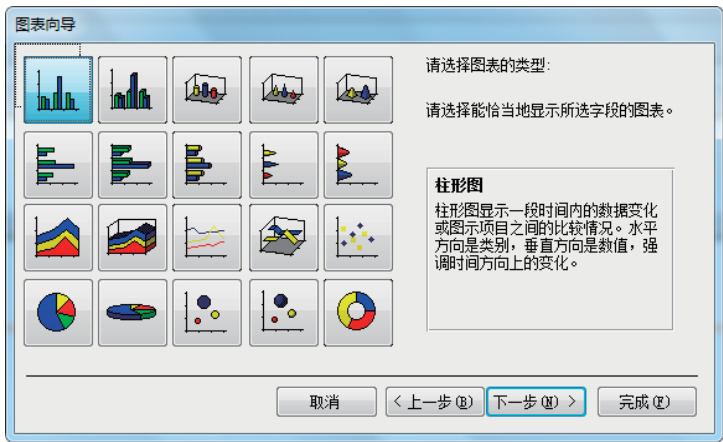 图表向导
请选择图表的类型:
请选择能恰当地显示所选字段的图表。
柱形图
柱形图显示一段时间内的数据变化
或图示项目之间的比较情况。水平
方向是类别，垂直方向是数值，强
调时间方向上的变化。
取消
< 上一步(B)
下一步(N) >
完成(F)